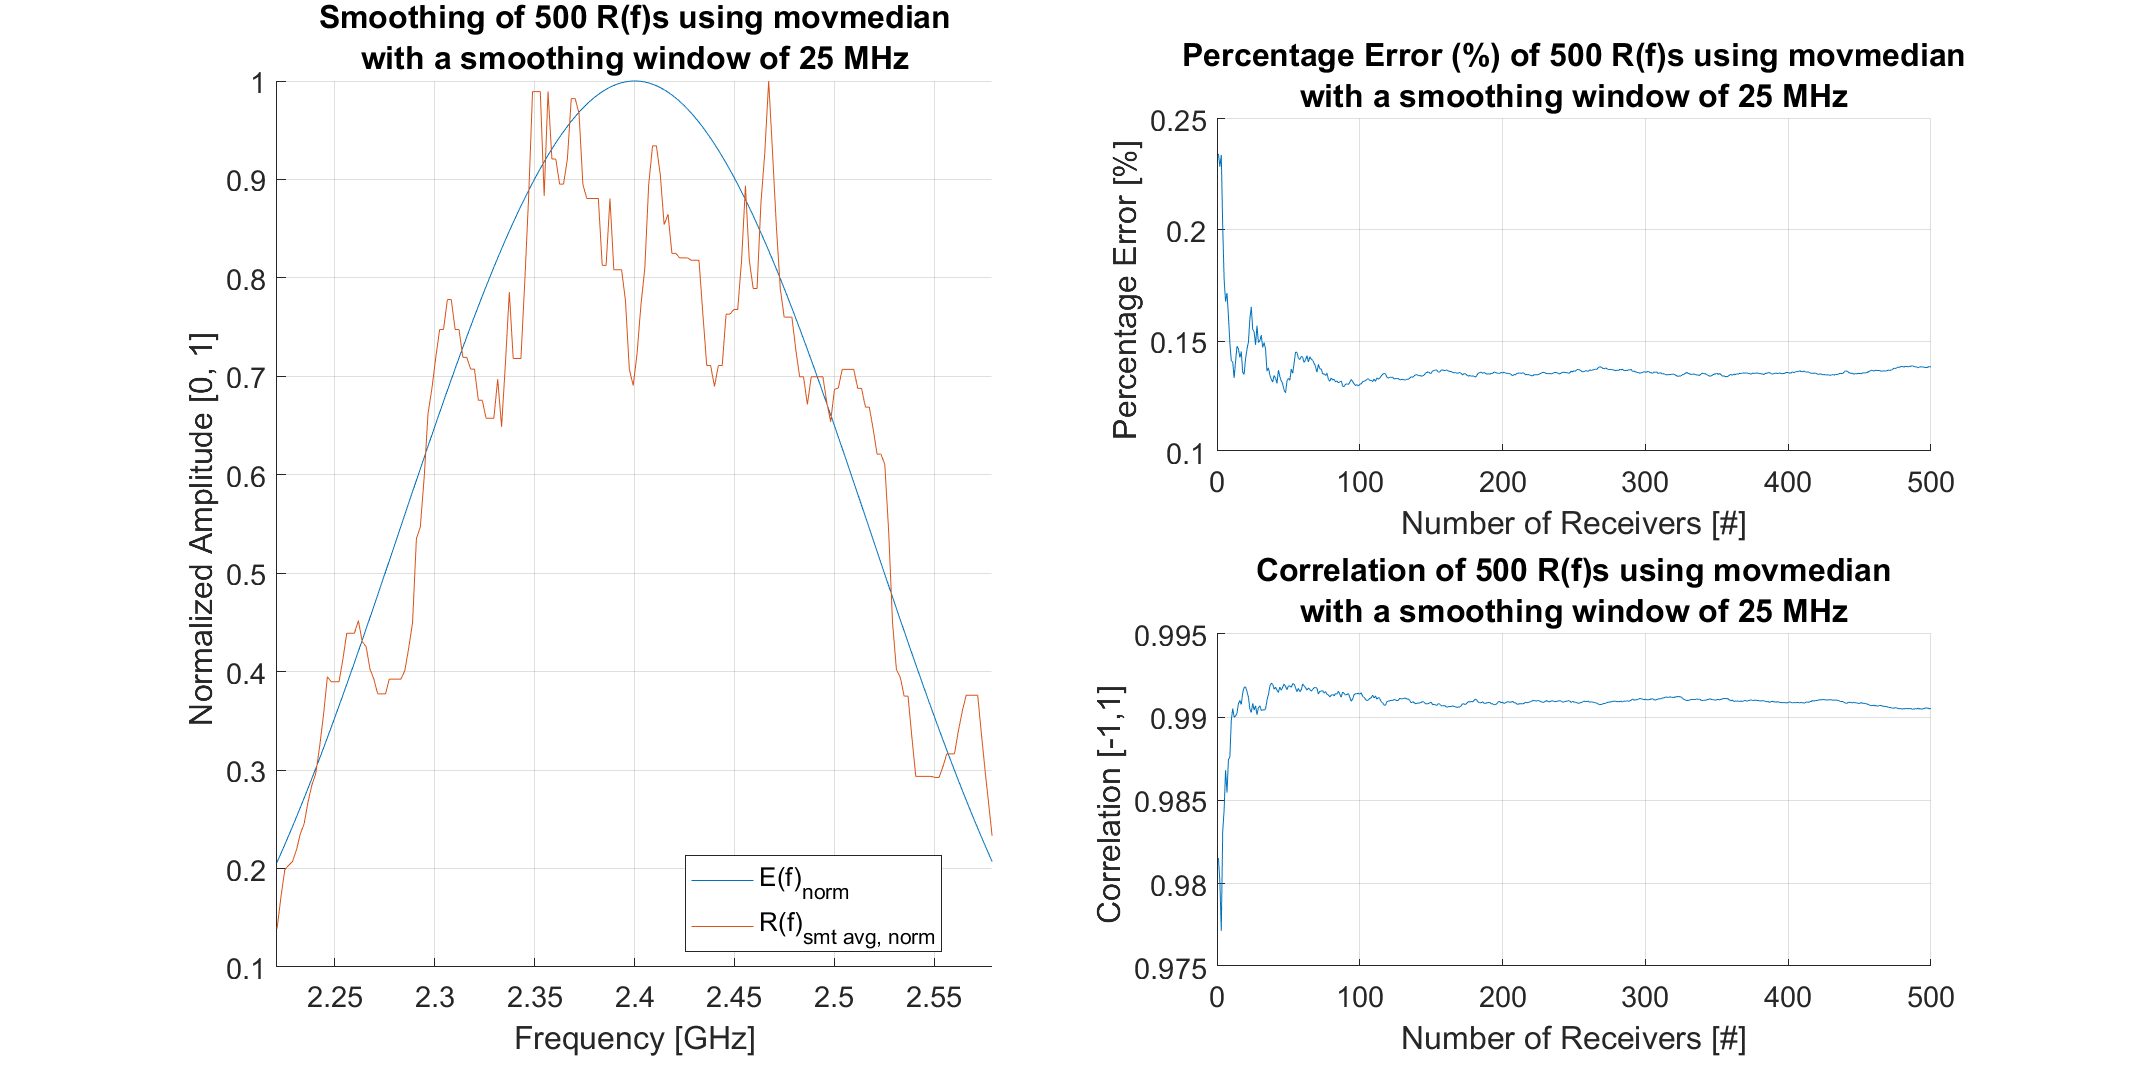 Smoothing of 500 R(f)s using movmedian
with a smoothing window of 25 MHz
1
0.9
0.8
0.7
0.6
0.5
0.4
0.3
0.2
0.1
Normalized Amplitude [0, 1]
2.25 2.3 2.35 2.4 2.45 2.5 2.55
Frequency [GHz]
E(f)norm
R(f)smt avg, norm
Percentage Error (%) of 500 R(f)s using movmedian
with a smoothing window of 25 MHz
0.25
0.2
0.15
0.1
Percentage Error [%]
0 100 200 300 400 500
Number of Receivers [#]
Correlation of 500 R(f)s using movmedian
with a smoothing window of 25 MHz
0.995
0.99
0.985
0.98
0.975
Correlation [-1,1]
0 100 200 300 400 500
Number of Receivers [#]